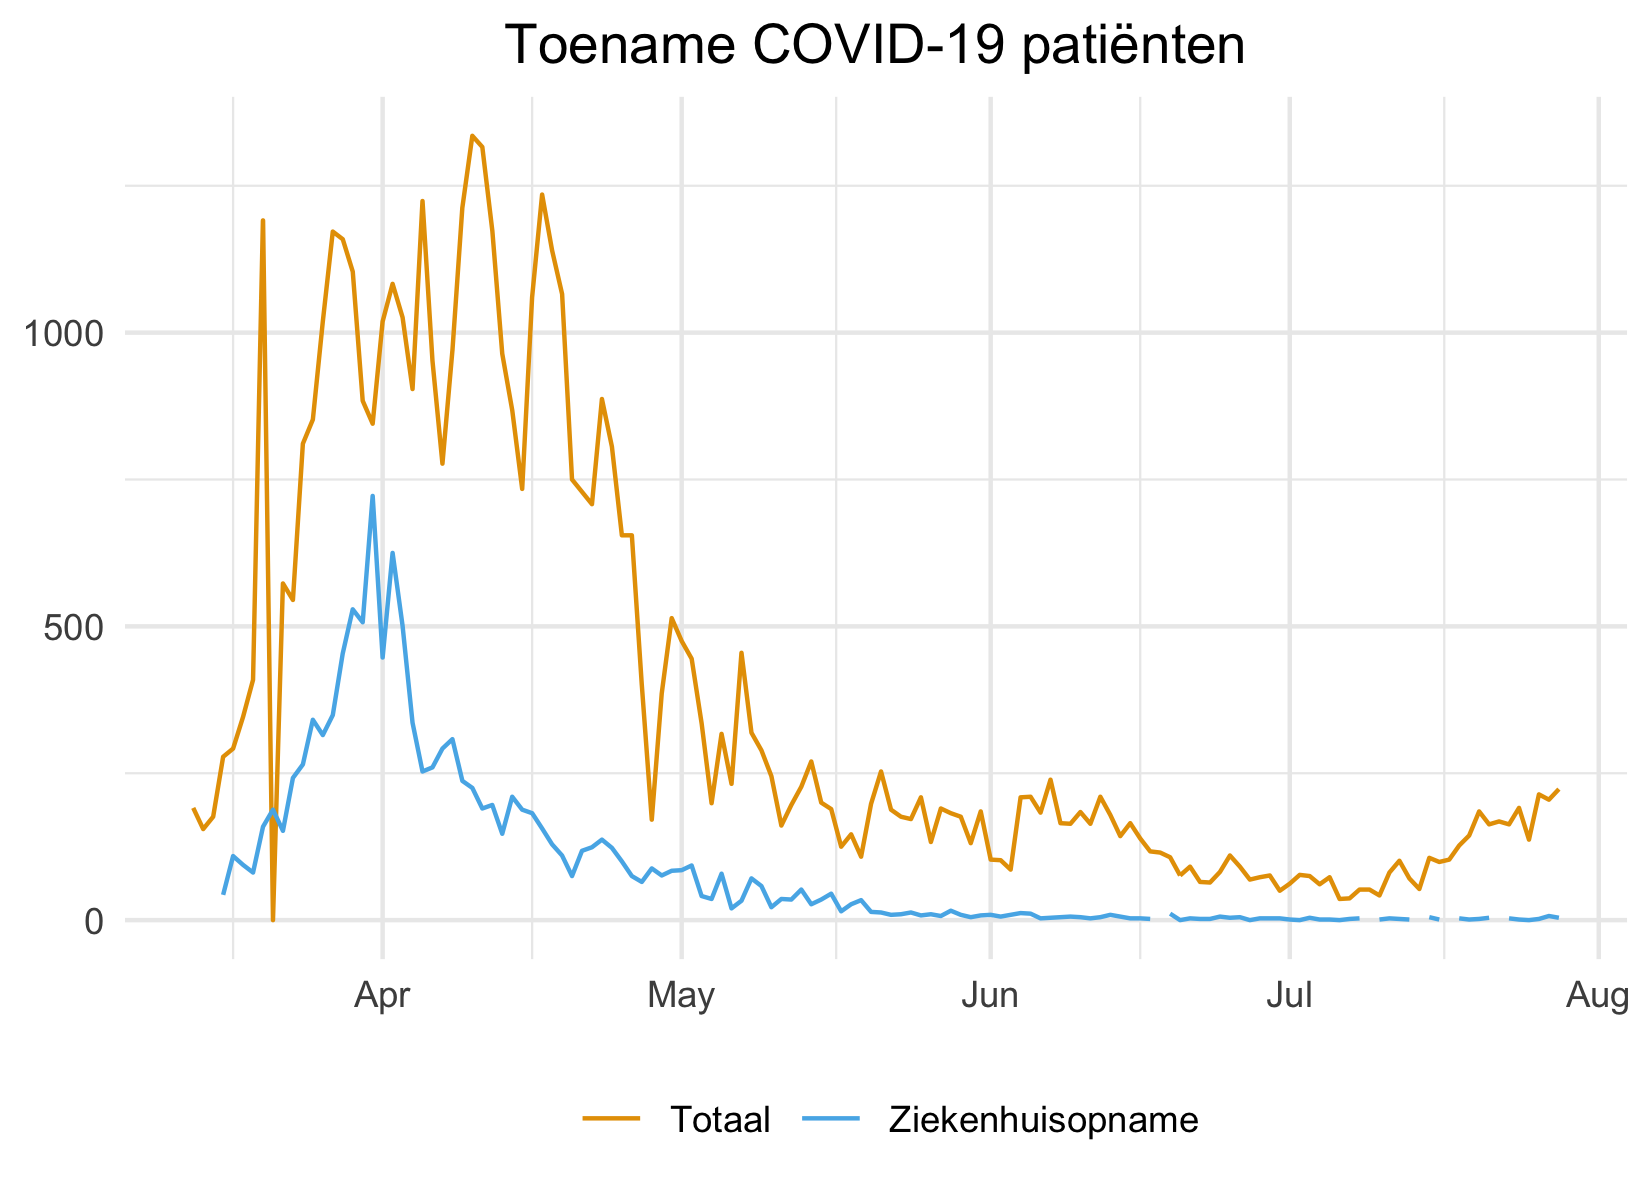 Toename COVID-19 patiënten
1000
500
0
Apr May Jun Jul Aug
Totaal Ziekenhuisopname